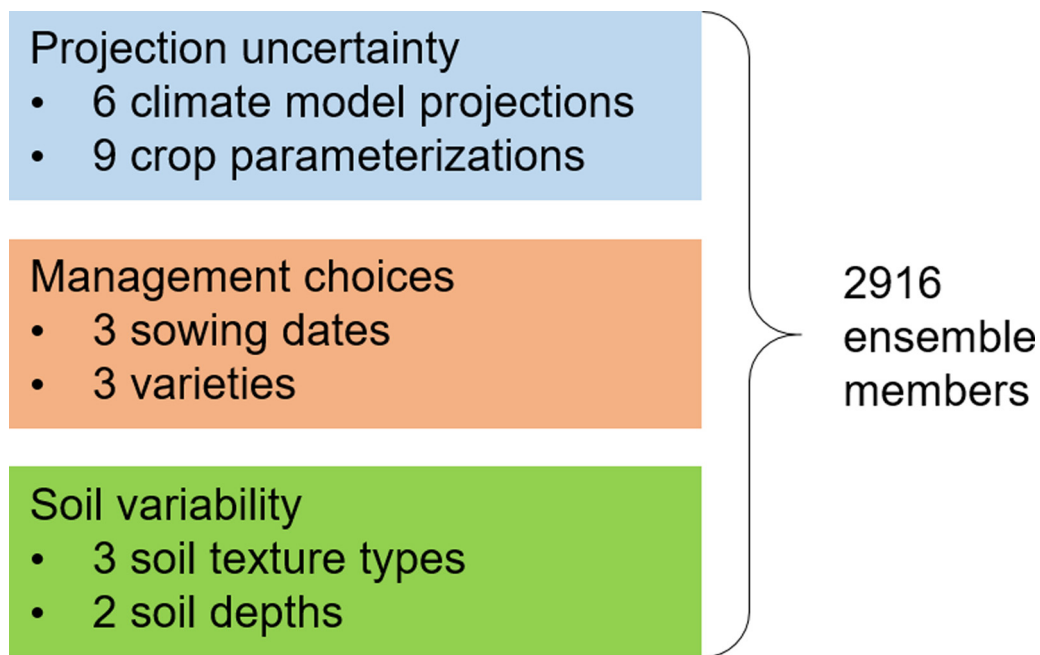 Projection uncertainty
• 6 climate model projections
• 9 crop parameterizations
Management choices
• 3 sowing dates
• 3 varieties
Soil variability
• 3 soil texture types
• 2 soil depths
2916
ensemble
members